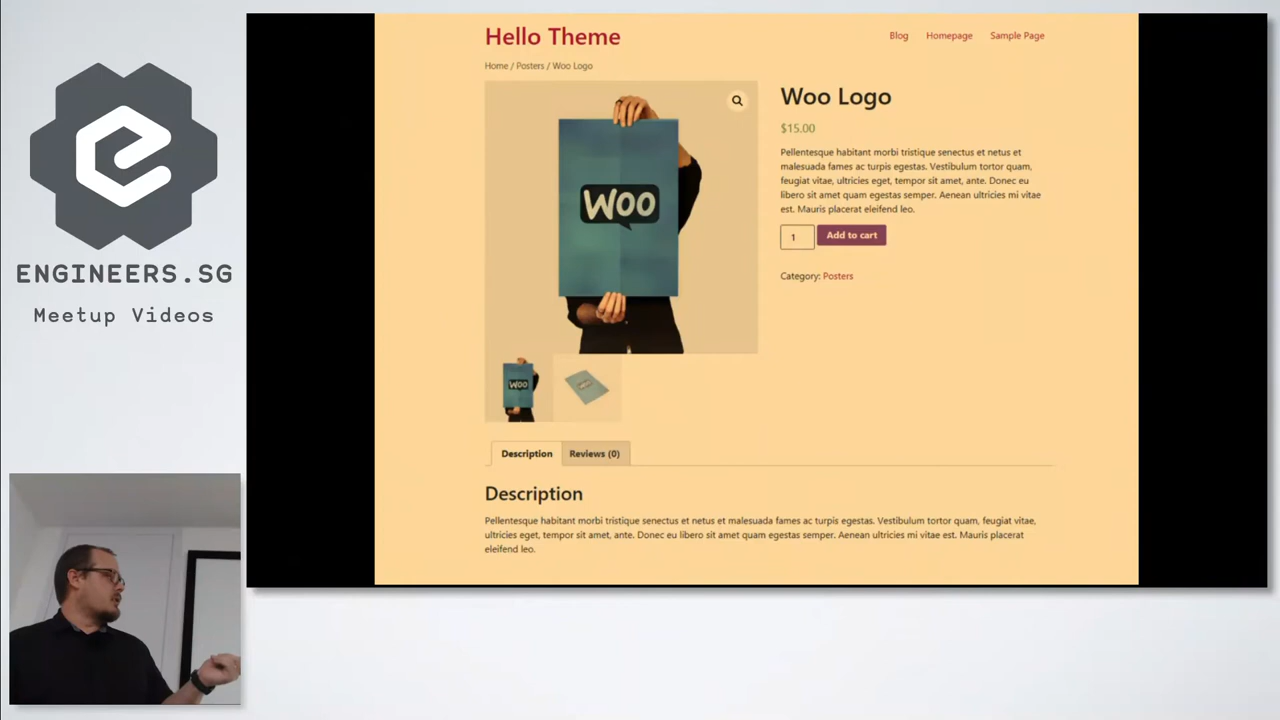 ENGINEERS.SG
Meetup Videos
Hello Theme
Blog Homepage Sample Page
Home / Posters / Woo Logo
WOO
Woo Logo
$15.00
Pellentesque habitant morbi tristique senectus et netus et
malesuada fames ac turpis egestas. Vestibulum tortor quam,
feugiat vitae, ultricies eget, tempor sit amet, ante. Donec eu
libero sit amet quam egestas semper. Aenean ultricies mi vitae
est. Mauris placerat eleifend leo.
1 Add to cart
Category: Posters
WOO
Description Reviews (0)
Description
Pellentesque habitant morbi tristique senectus et netus et malesuada fames ac turpis egestas. Vestibulum tortor quam, feugiat vitae,
ultricies eget, tempor sit amet, ante. Donec eu libero sit amet quam egestas semper. Aenean ultricies mi vitae est. Mauris placerat
eleifend leo.